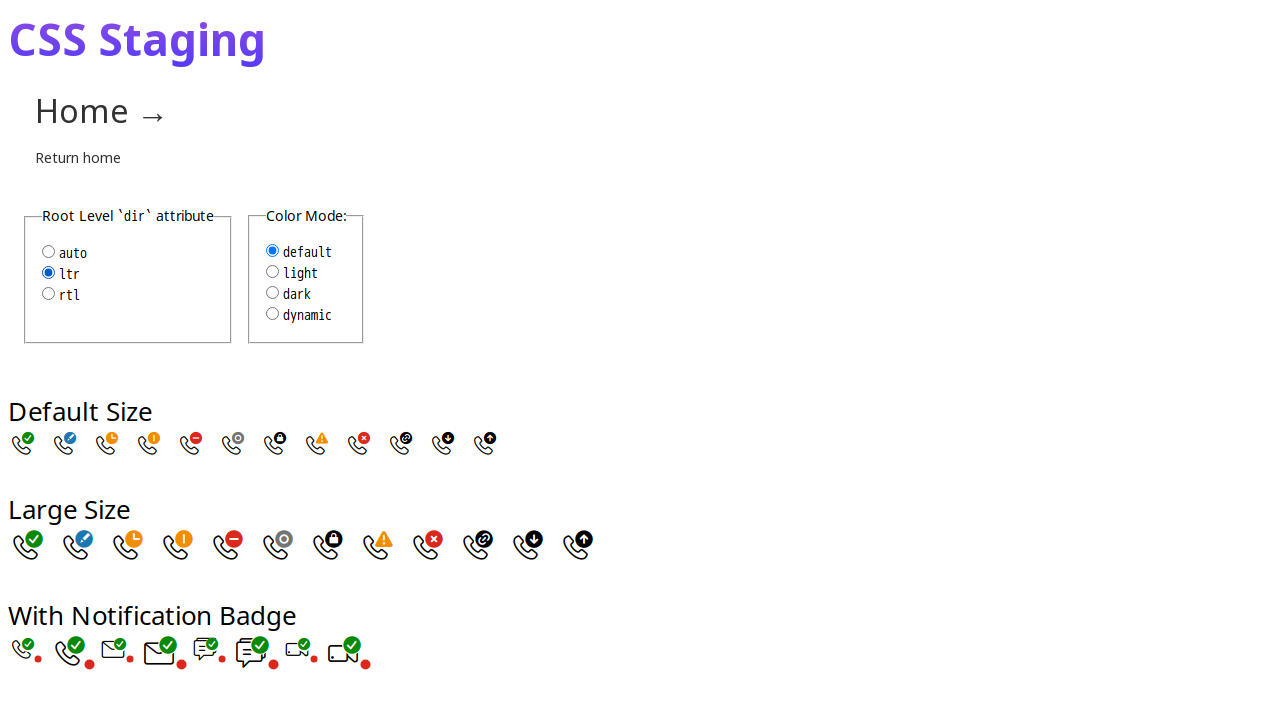 CSS Staging
Home →
Return home
Root Level `dir` attribute
auto
ltr
rtl
Color Mode:
default
light
dark
dynamic
Default Size
Large Size
With Notification Badge